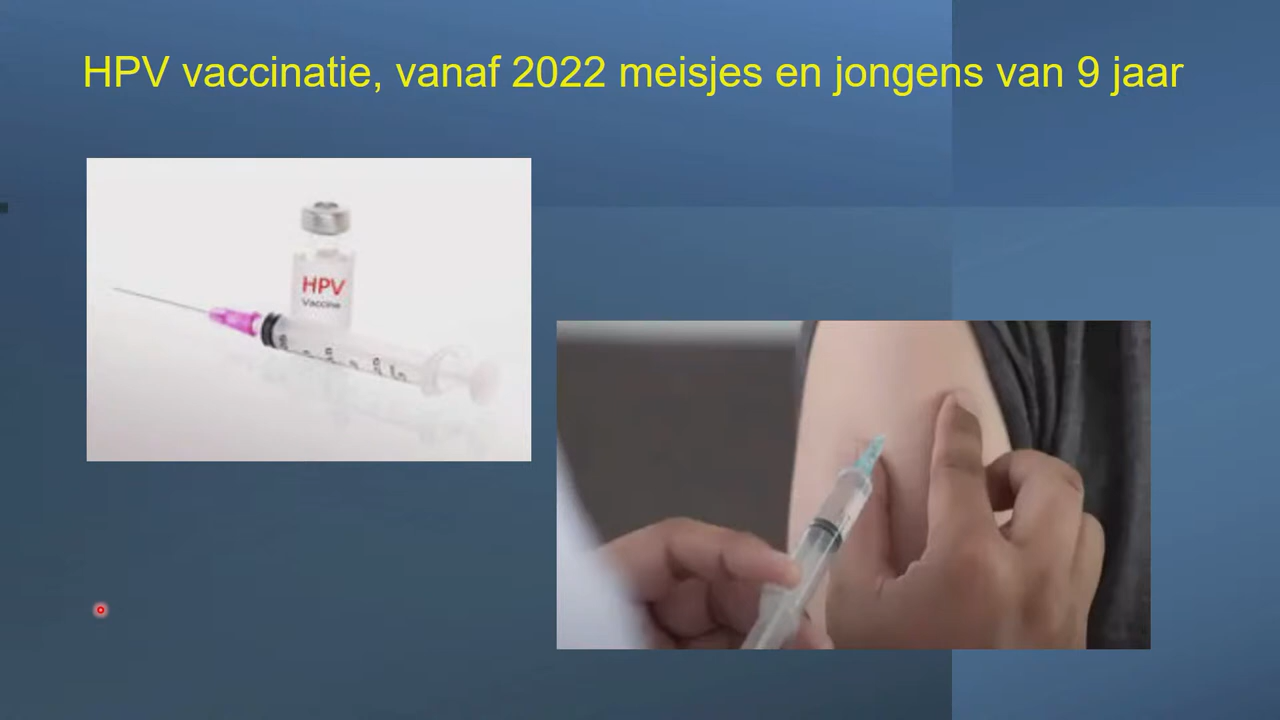 HPV vaccinatie, vanaf 2022 meisjes en jongens van 9 jaar
HPV
Vaccine